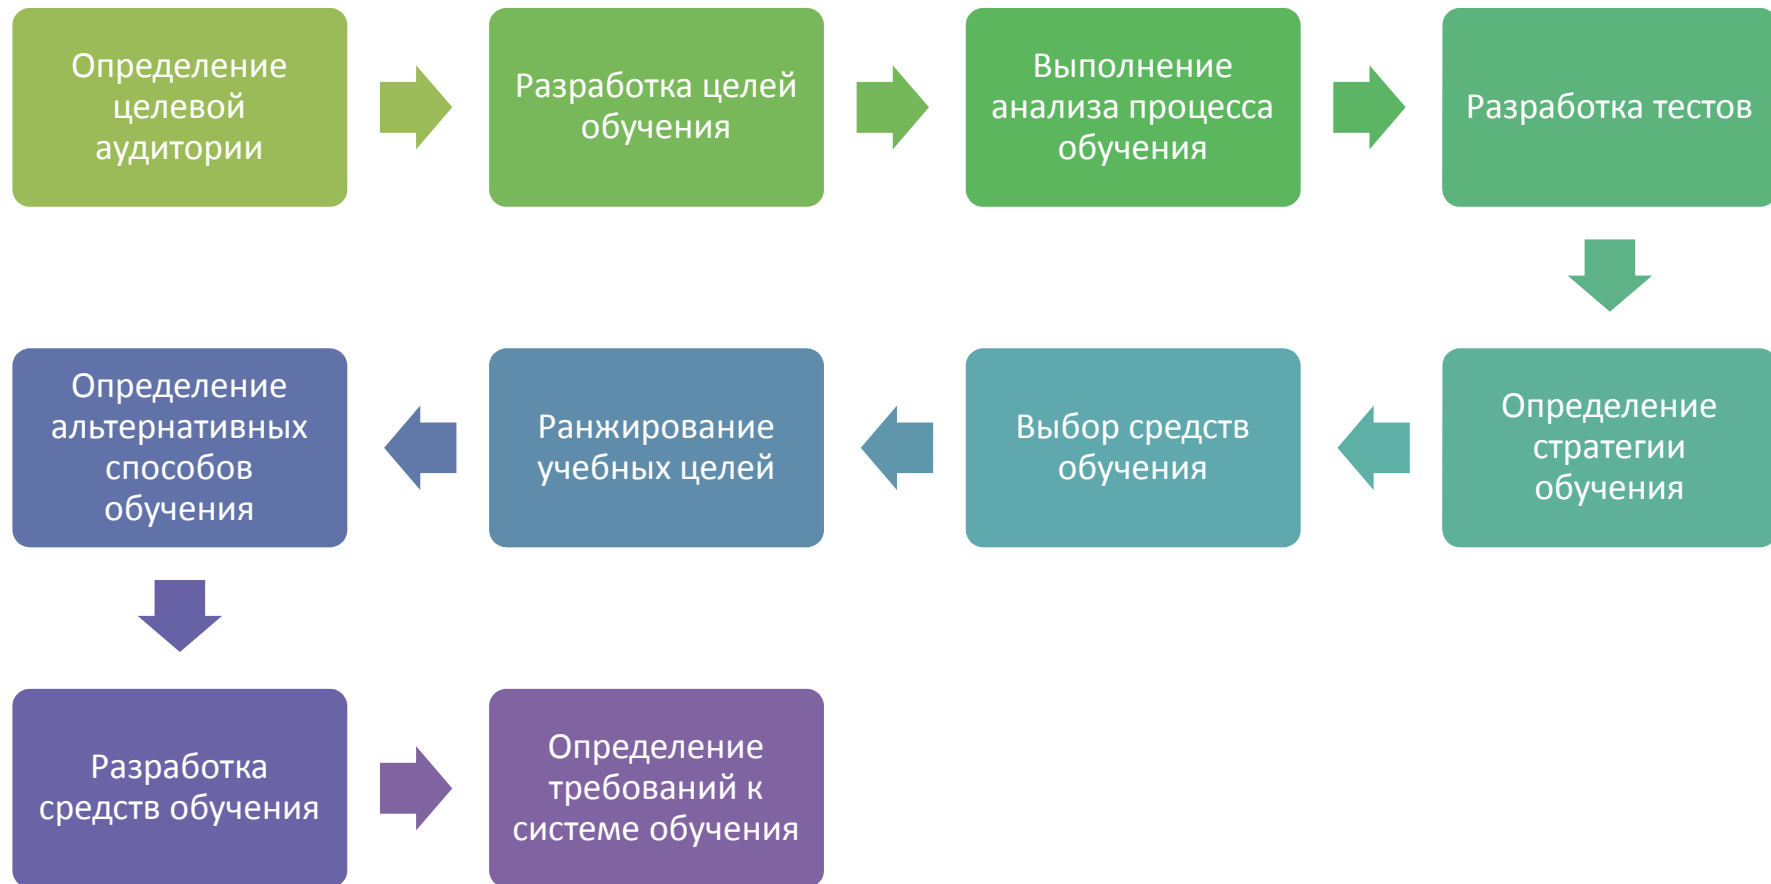 Определение
целевой
аудитории
Разработка целей
обучения
Выполнение
анализа процесса
обучения
Разработка тестов
Определение
стратегии
обучения
Выбор средств
обучения
Ранжирование
учебных целей
Определение
альтернативных
способов
обучения
Разработка
средств обучения
Определение
требований к
системе обучения